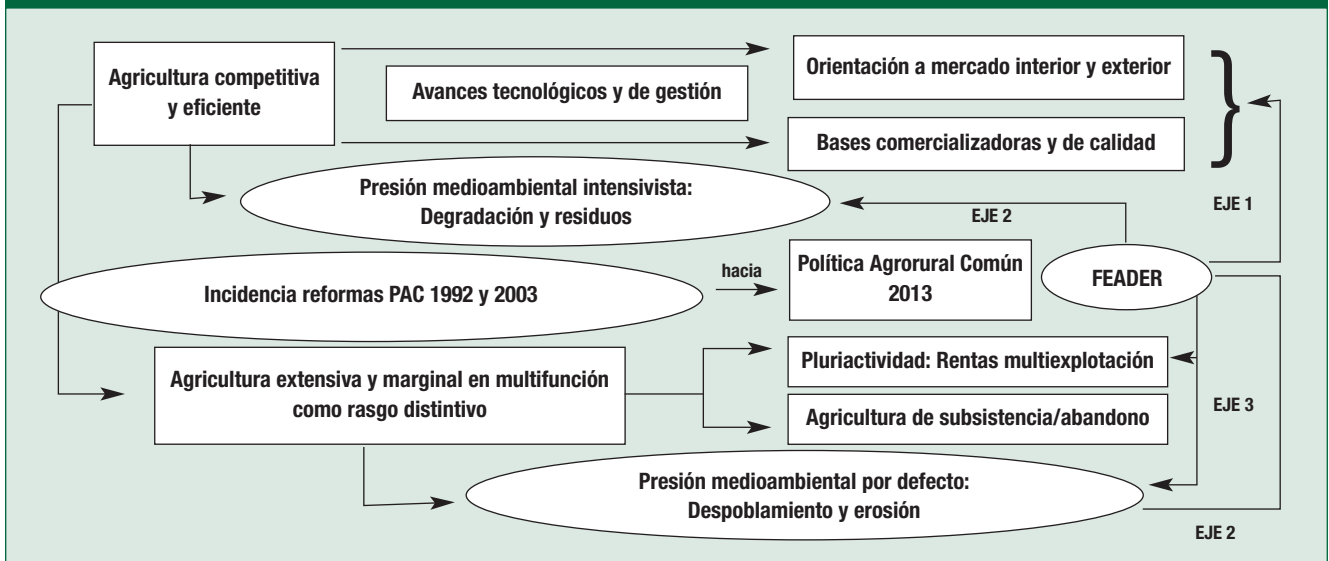 Agricultura competitiva
y eficiente
Avances tecnológicos y de gestión
Orientación a mercado interior y exterior
Bases comercializadoras y de calidad
EJE 1
Presión medioambiental intensivista:
Degradación y residuos
EJE 2
Incidencia reformas PAC 1992 y 2003
hacia
Política Agrorural Común
2013
FEADER
Agricultura extensiva y marginal en multifunción
como rasgo distintivo
Pluriactividad: Rentas multiexplotación
Agricultura de subsistencia/abandono
EJE 3
Presión medioambiental por defecto:
Despoblamiento y erosión
EJE 2